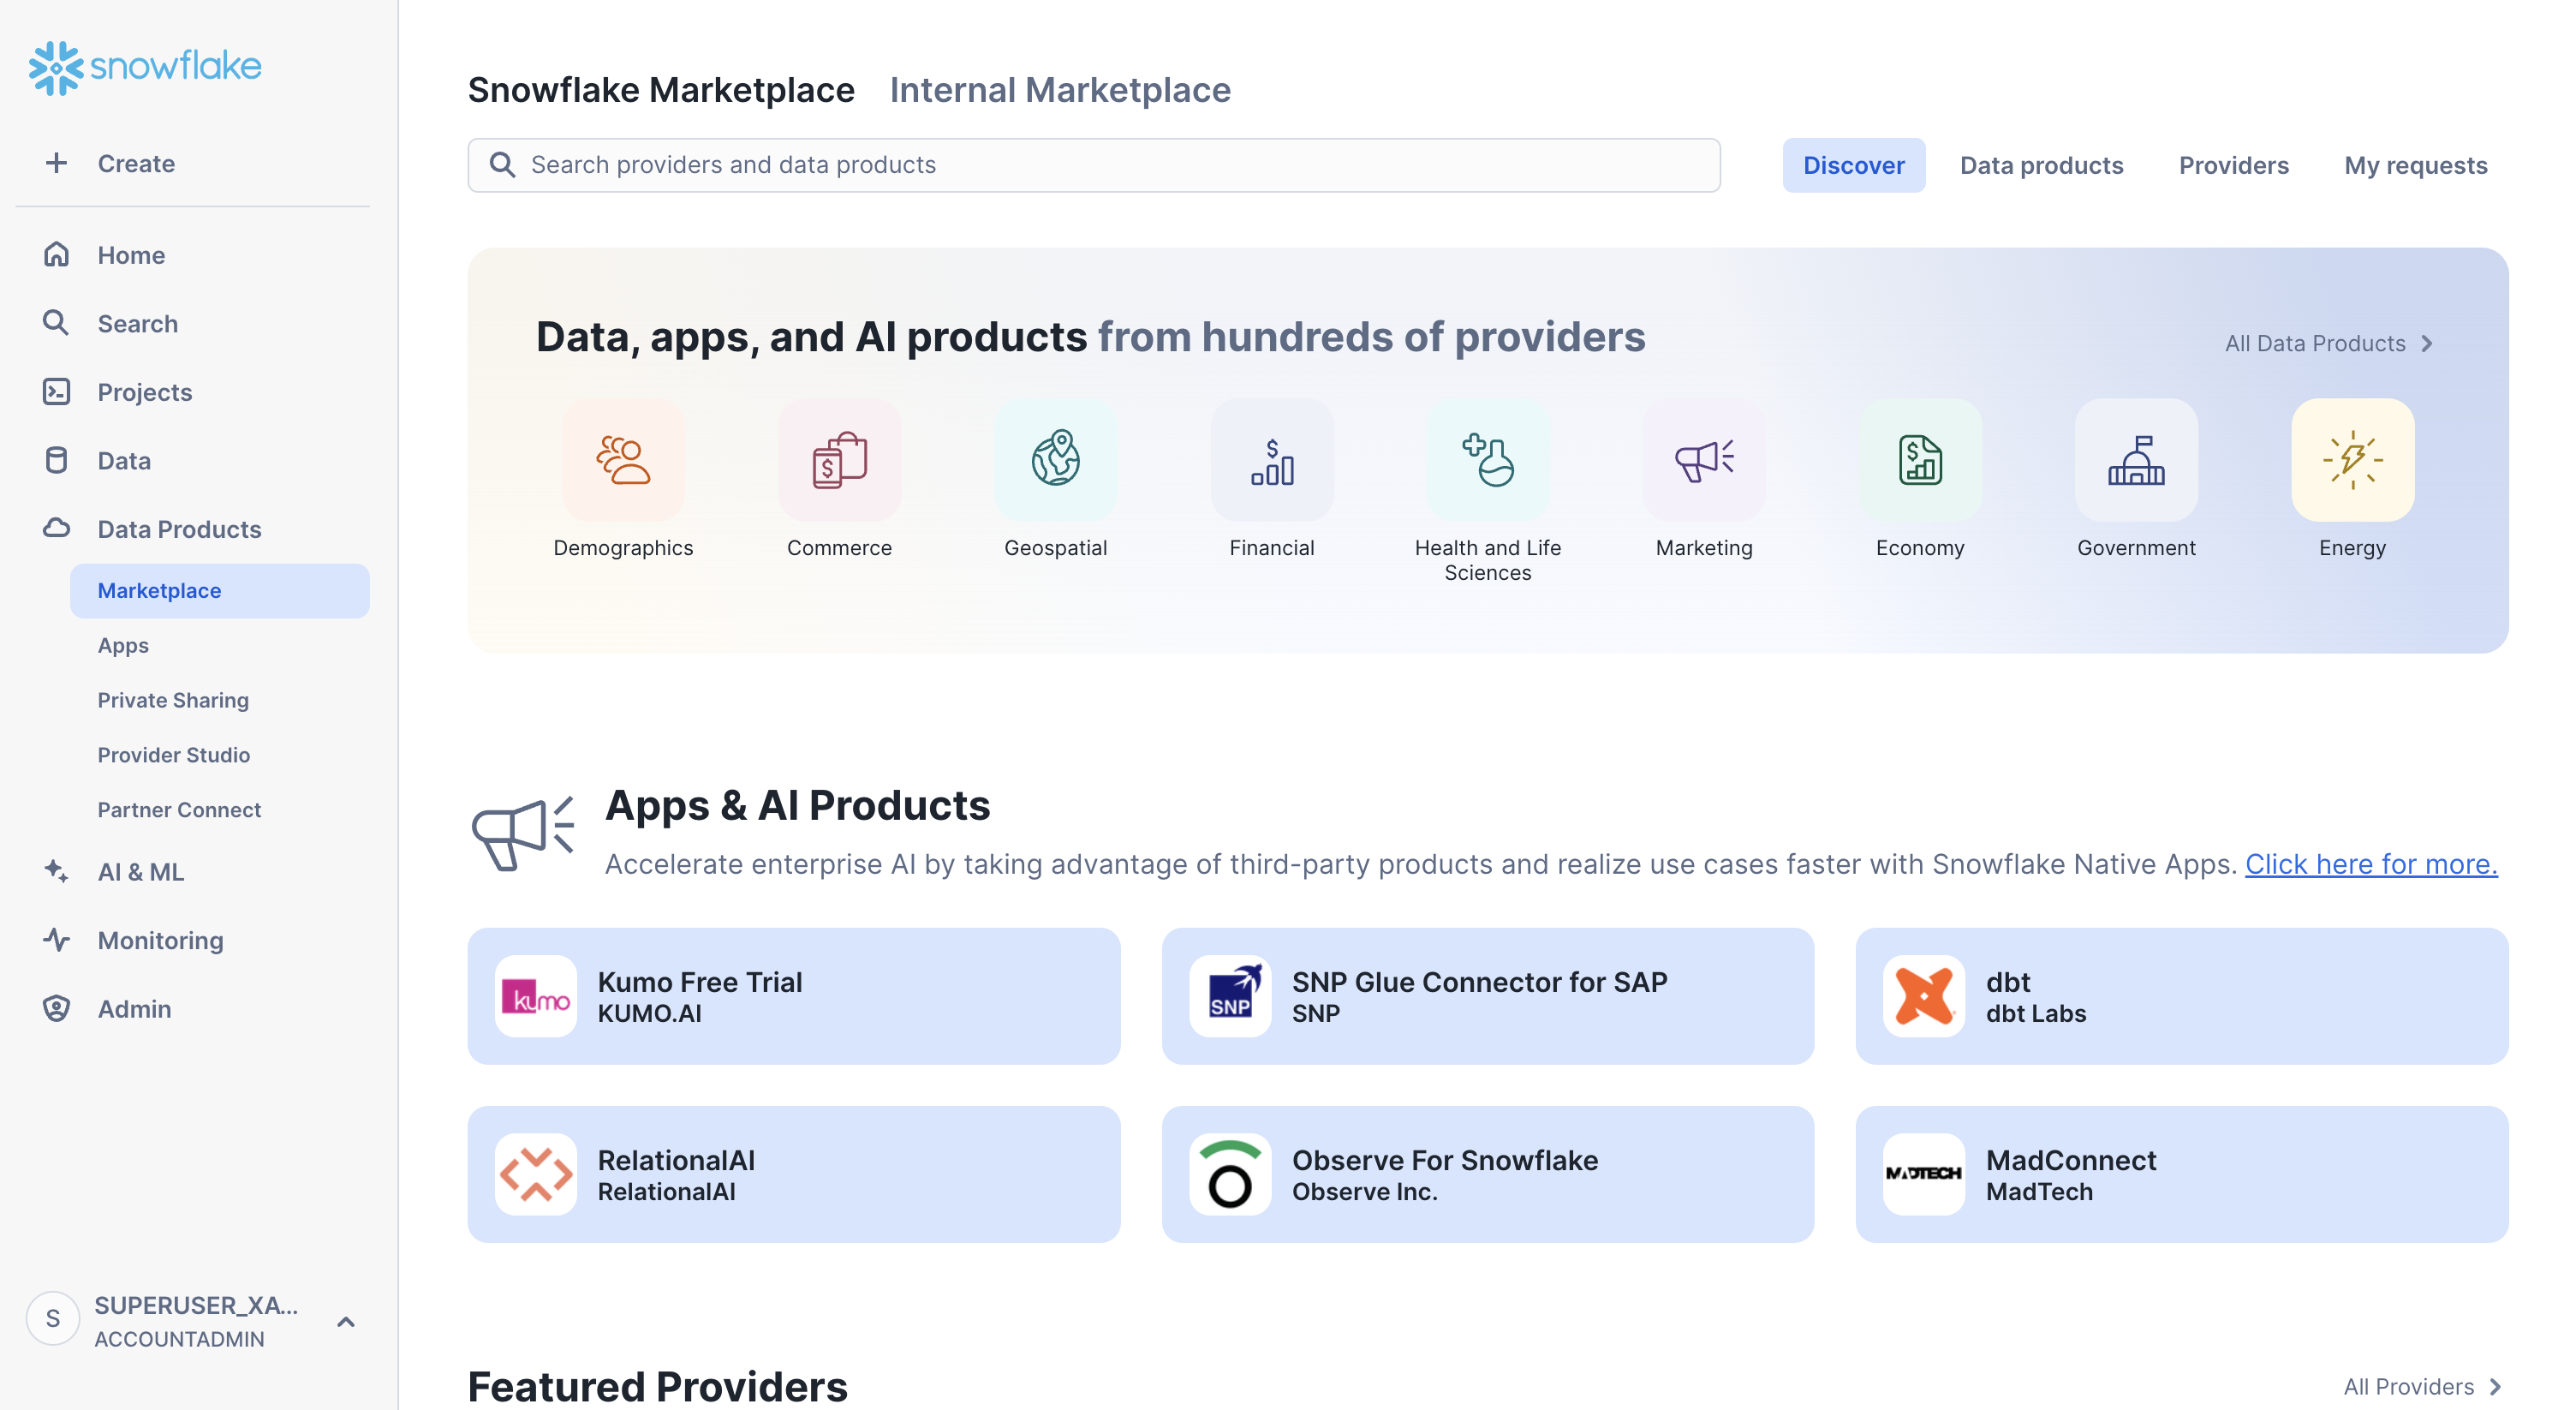 snowflake
Create
Home
Search
Projects
Data
Data Products
Marketplace
Apps
Private Sharing
Provider Studio
Partner Connect
AI & ML
Monitoring
Admin
S
SUPERUSER_XA...
ACCOUNTADMIN
Snowflake Marketplace Internal Marketplace
Search providers and data products
Discover Data products Providers My requests
Data, apps, and AI products from hundreds of providers
All Data Products
Demographics
Commerce
Geospatial
Financial
Health and Life
Sciences
Marketing
Economy
Government
Energy
Apps & AI Products
Accelerate enterprise AI by taking advantage of third-party products and realize use cases faster with Snowflake Native Apps. Click here for more.
kumo
Kumo Free Trial
KUMO.AI
SNP
SNP Glue Connector for SAP
SNP
dbt
dbt Labs
RelationalAI
RelationalAI
Observe For Snowflake
Observe Inc.
MADTECH
MadConnect
MadTech
Featured Providers
All Providers